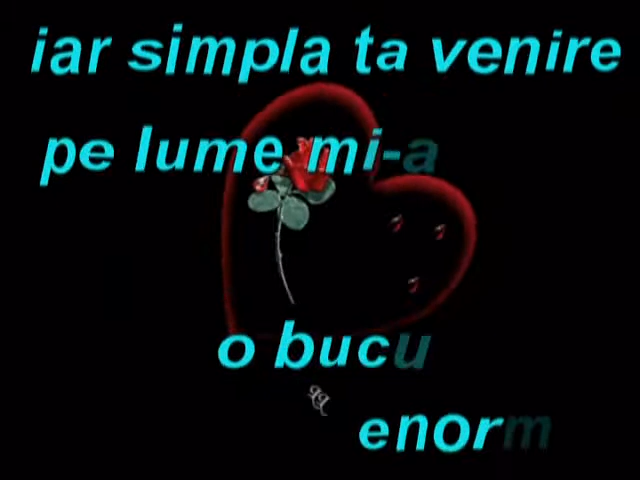 iar simpla ta venire
pe lume mi-a
o bucu
enorm